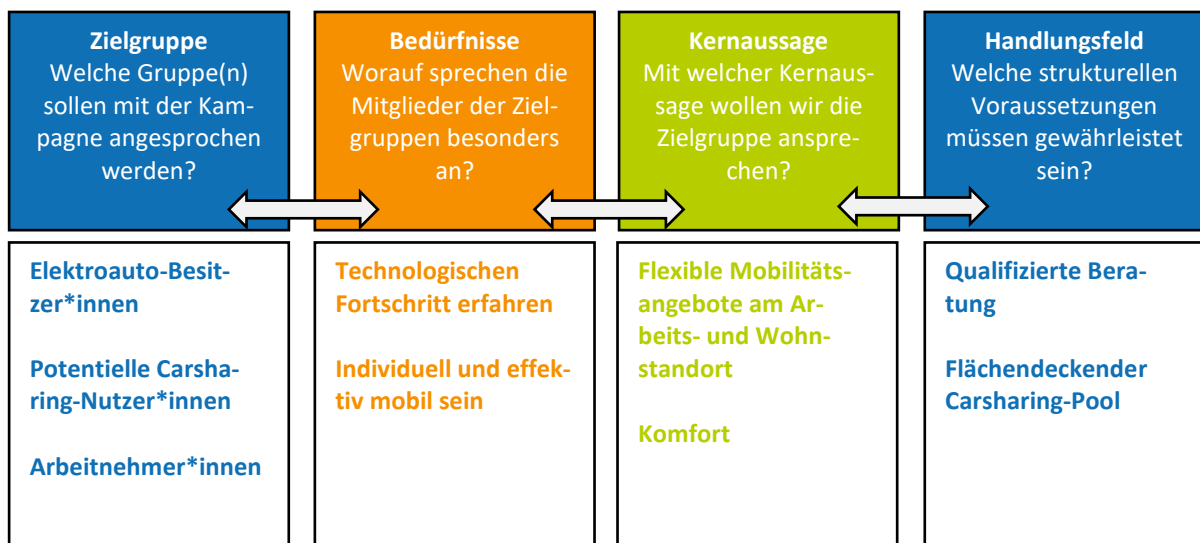 Zielgruppe
Welche Gruppe(n)
sollen mit der Kam-
pagne angesprochen
werden?
Bedürfnisse
Worauf sprechen die
Mitglieder der Ziel-
gruppen besonders
an?
Kernaussage
Mit welcher Kernaus-
sage wollen wir die
Zielgruppe anspre-
chen?
Handlungsfeld
Welche strukturellen
Voraussetzungen
müssen gewährleistet
sein?
Elektroauto-Besit-
zer*innen
Potentielle Carsha-
ring-Nutzer*innen
Arbeitnehmer*innen
Technologischen
Fortschritt erfahren
Individuell und effek-
tiv mobil sein
Flexible Mobilitäts-
angebote am Ar-
beits- und Wohn-
standort
Komfort
Qualifizierte Bera-
tung
Flächendeckender
Carsharing-Pool